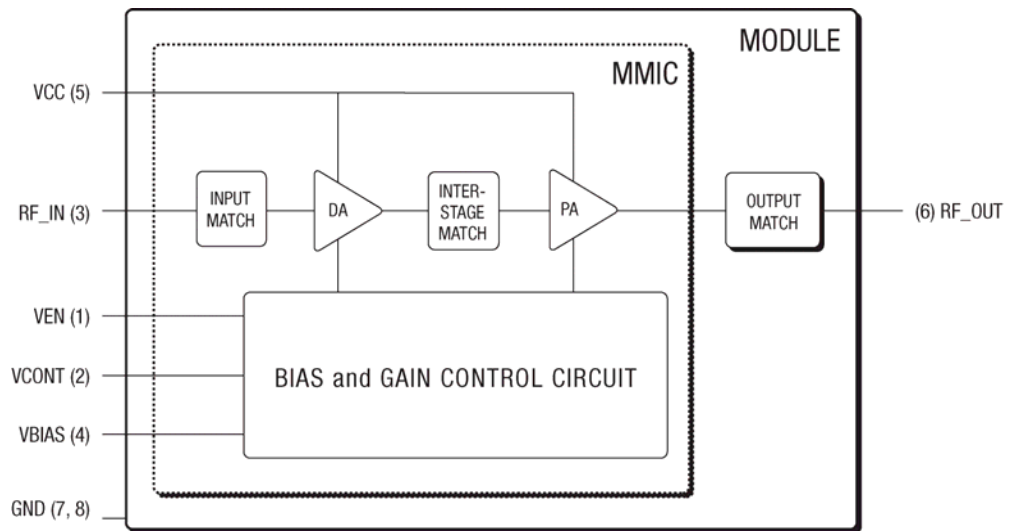 MODULE
MMIC
VCC (5)
RF_IN (3)
INPUT
MATCH
DA
INTER-
STAGE
MATCH
PA
OUTPUT
MATCH
(6) RF_OUT
VEN (1)
VCONT (2)
BIAS and GAIN CONTROL CIRCUIT
VBIAS (4)
GND (7, 8)